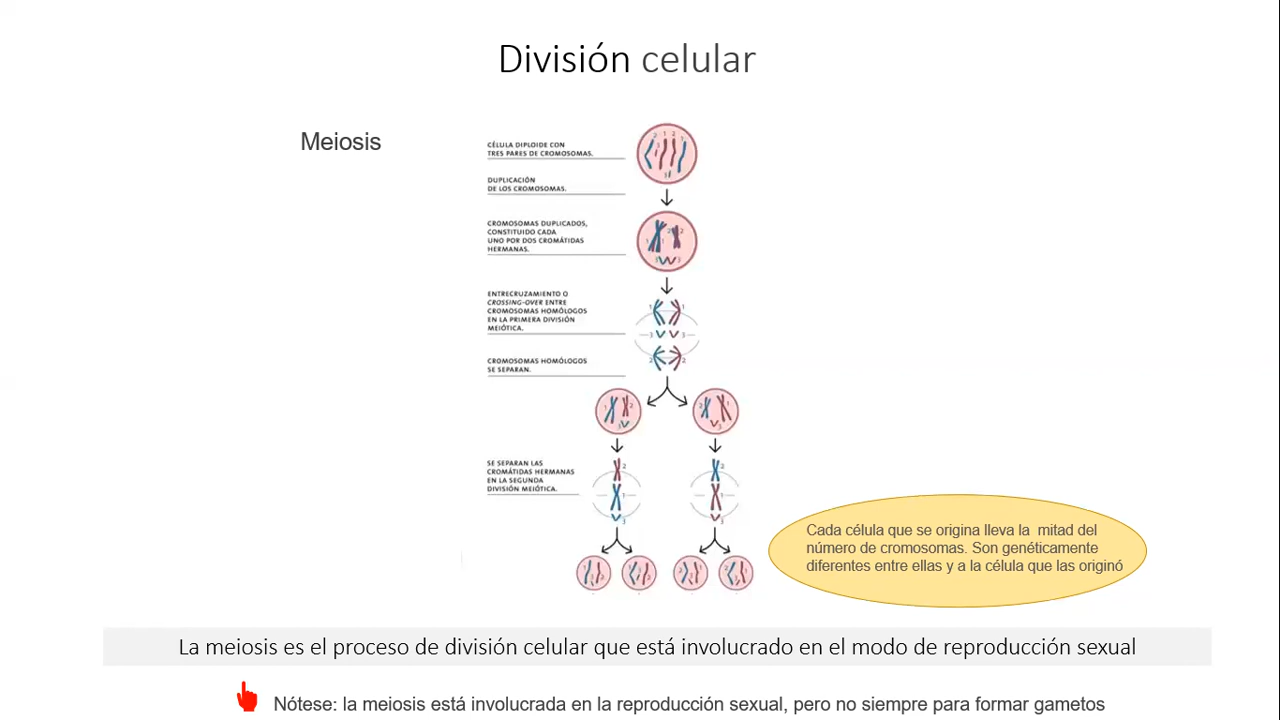 División celular
Meiosis
CÉLULA DIPLOIDE CON
TRES PARES DE CROMOSOMAS.
DUPLICACIÓN
DE LOS CROMOSOMAS.
CROMOSOMAS DUPLICADOS,
CONSTITUIDO CADA
UNO POR DOS CROMÁTIDAS
HERMANAS.
ENTRECRUZAMIENTO O
CROSSING-OVER ENTRE
CROMOSOMAS HOMÓLOGOS
EN LA PRIMERA DIVISIÓN
MEIÓTICA.
CROMOSOMAS HOMÓLOGOS
SE SEPARAN.
SE SEPARAN LAS
CROMÁTIDAS HERMANAS
EN LA SEGUNDA
DIVISIÓN MEIÓTICA.
Cada célula que se origina lleva la mitad del
número de cromosomas. Son genéticamente
diferentes entre ellas y a la célula que las originó
La meiosis es el proceso de división celular que está involucrado en el modo de reproducción sexual
Nótese: la meiosis está involucrada en la reproducción sexual, pero no siempre para formar gametos